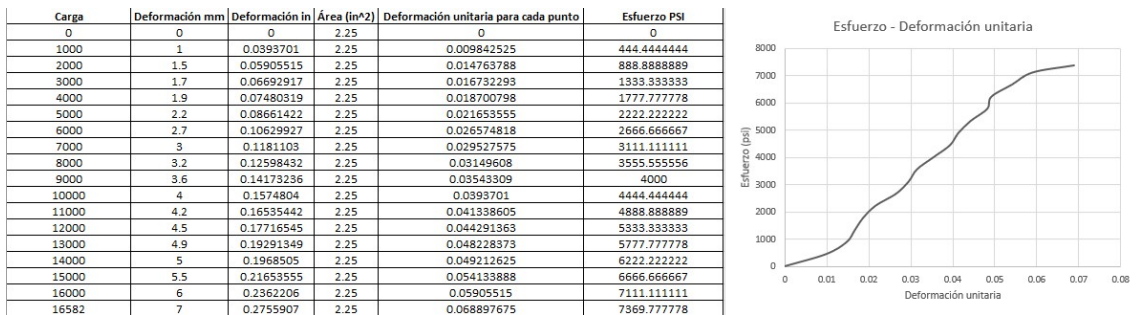 Carga Deformación mm Deformación in Área (in^2) Deformación unitaria para cada punto Esfuerzo PSI
0 0 0 2.25 0 0
1000 1 0.0393701 2.25 0.009842525 444.4444444
2000 1.5 0.05905515 2.25 0.014763788 888.8888889
3000 1.7 0.06692917 2.25 0.016732293 1333.333333
4000 1.9 0.07480319 2.25 0.018700798 1777.777778
5000 2.2 0.08661422 2.25 0.021653555 2222.222222
6000 2.7 0.10629927 2.25 0.026574818 2666.666667
7000 3 0.1181103 2.25 0.029527575 3111.111111
8000 3.2 0.12598432 2.25 0.03149608 3555.555556
9000 3.6 0.14173236 2.25 0.03543309 4000
10000 4 0.1574804 2.25 0.0393701 4444.444444
11000 4.2 0.16535442 2.25 0.041338605 4888.888889
12000 4.5 0.17716545 2.25 0.044291363 5333.333333
13000 4.9 0.19291349 2.25 0.048228373 5777.777778
14000 5 0.1968505 2.25 0.049212625 6222.222222
15000 5.5 0.21653555 2.25 0.054133888 6666.666667
16000 6 0.2362206 2.25 0.05905515 7111.111111
16582 7 0.2755907 2.25 0.068897675 7369.777778
Esfuerzo - Deformación unitaria
Esfuerzo (psi)
8000
7000
6000
5000
4000
3000
2000
1000
0
0 0.01 0.02 0.03 0.04 0.05 0.06 0.07 0.08
Deformación unitaria